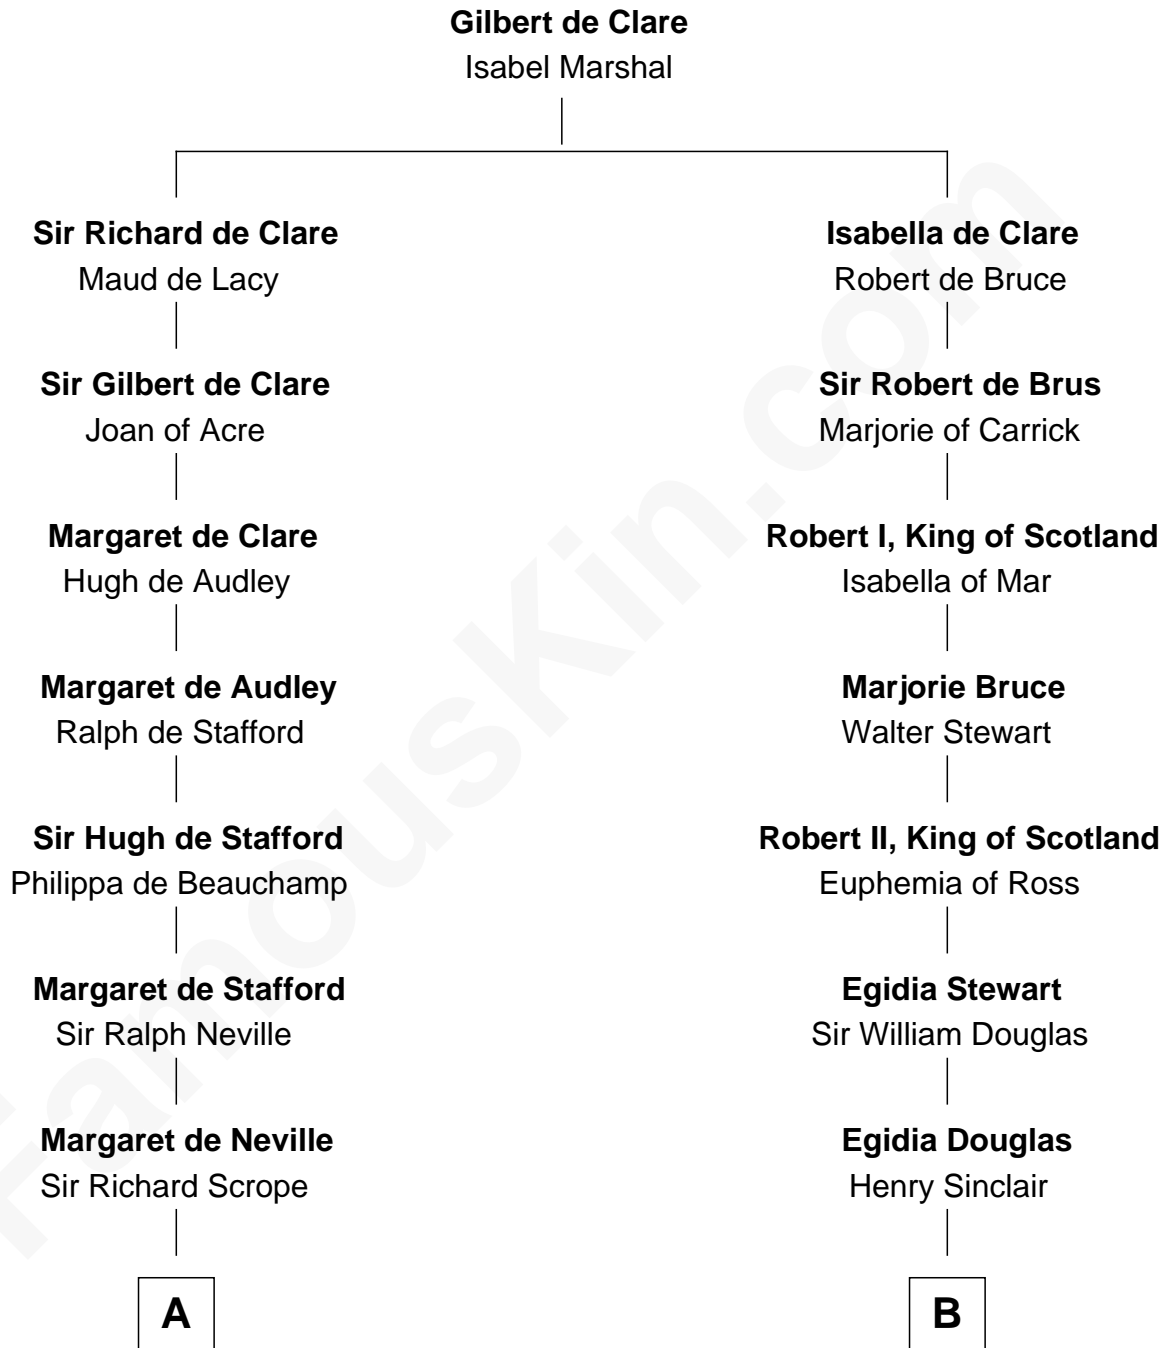 Gilbert de Clare
Isabel Marshal
Sir Richard de Clare
Maud de Lacy
Isabella de Clare
Robert de Bruce
Sir Gilbert de Clare
Joan of Acre
Sir Robert de Brus
Marjorie of Carrick
Margaret de Clare
Hugh de Audley
Robert I, King of Scotland
Isabella of Mar
Margaret de Audley
Ralph de Stafford
Marjorie Bruce
Walter Stewart
Sir Hugh de Stafford
Philippa de Beauchamp
Robert II, King of Scotland
Euphemia of Ross
Margaret de Stafford
Sir Ralph Neville
Egidia Stewart
Sir William Douglas
Margaret de Neville
Sir Richard Scrope
Egidia Douglas
Henry Sinclair
A
B
FamousKin.com